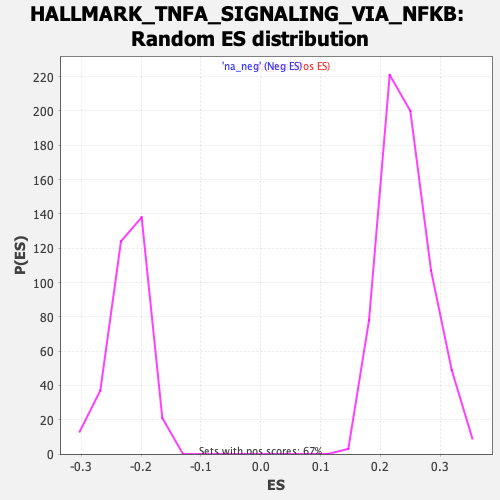 HALLMARK_TNFA_SIGNALING_VIA_NFKB:
Random ES distribution
'na_neg' (Neg ES)os ES)
220
200
180
160
140
120
100
80
60
40
20
0
P(ES)
Sets with pos scores: 67%
-0.3 -0.2 -0.1 0.0 0.1 0.2 0.3
ES